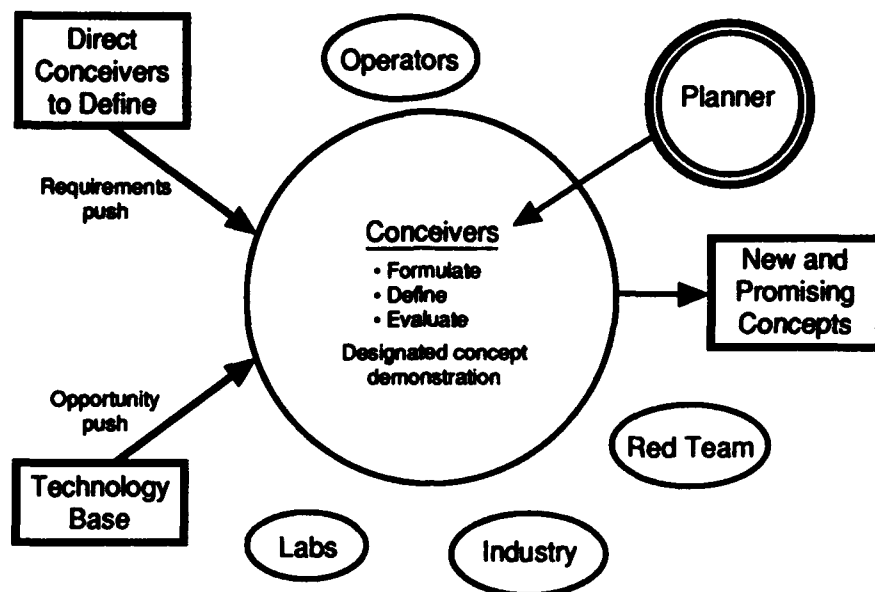 Direct
Conceivers
to Define
Operators
Planner
Requirements
push
Conceivers
• Formulate
• Define
• Evaluate
Designated concept
demonstration
New and
Promising
Concepts
Opportunity
push
Technology
Base
Red Team
Labs
Industry